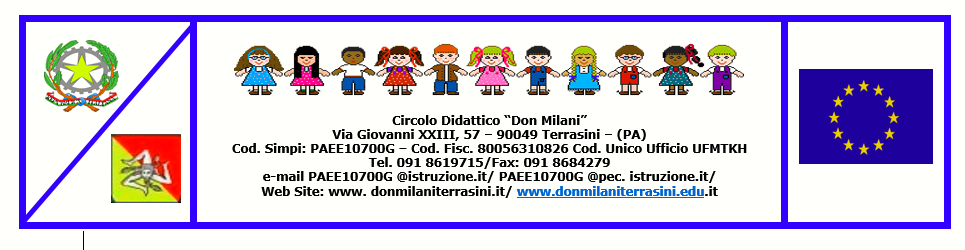 Circolo Didattico “Don Milani”
Via Giovanni XXIII, 57 – 90049 Terrasini – (PA)
Cod. Simpi: PAEE10700G – Cod. Fisc. 80056310826 Cod. Unico Ufficio UFMTKH
Tel. 091 8619715/Fax: 091 8684279
e-mail PAEE10700G @istruzione.it/ PAEE10700G @pec. istruzione.it/
Web Site: www. donmilaniterrasini.it/ www.donmilaniterrasini.edu.it